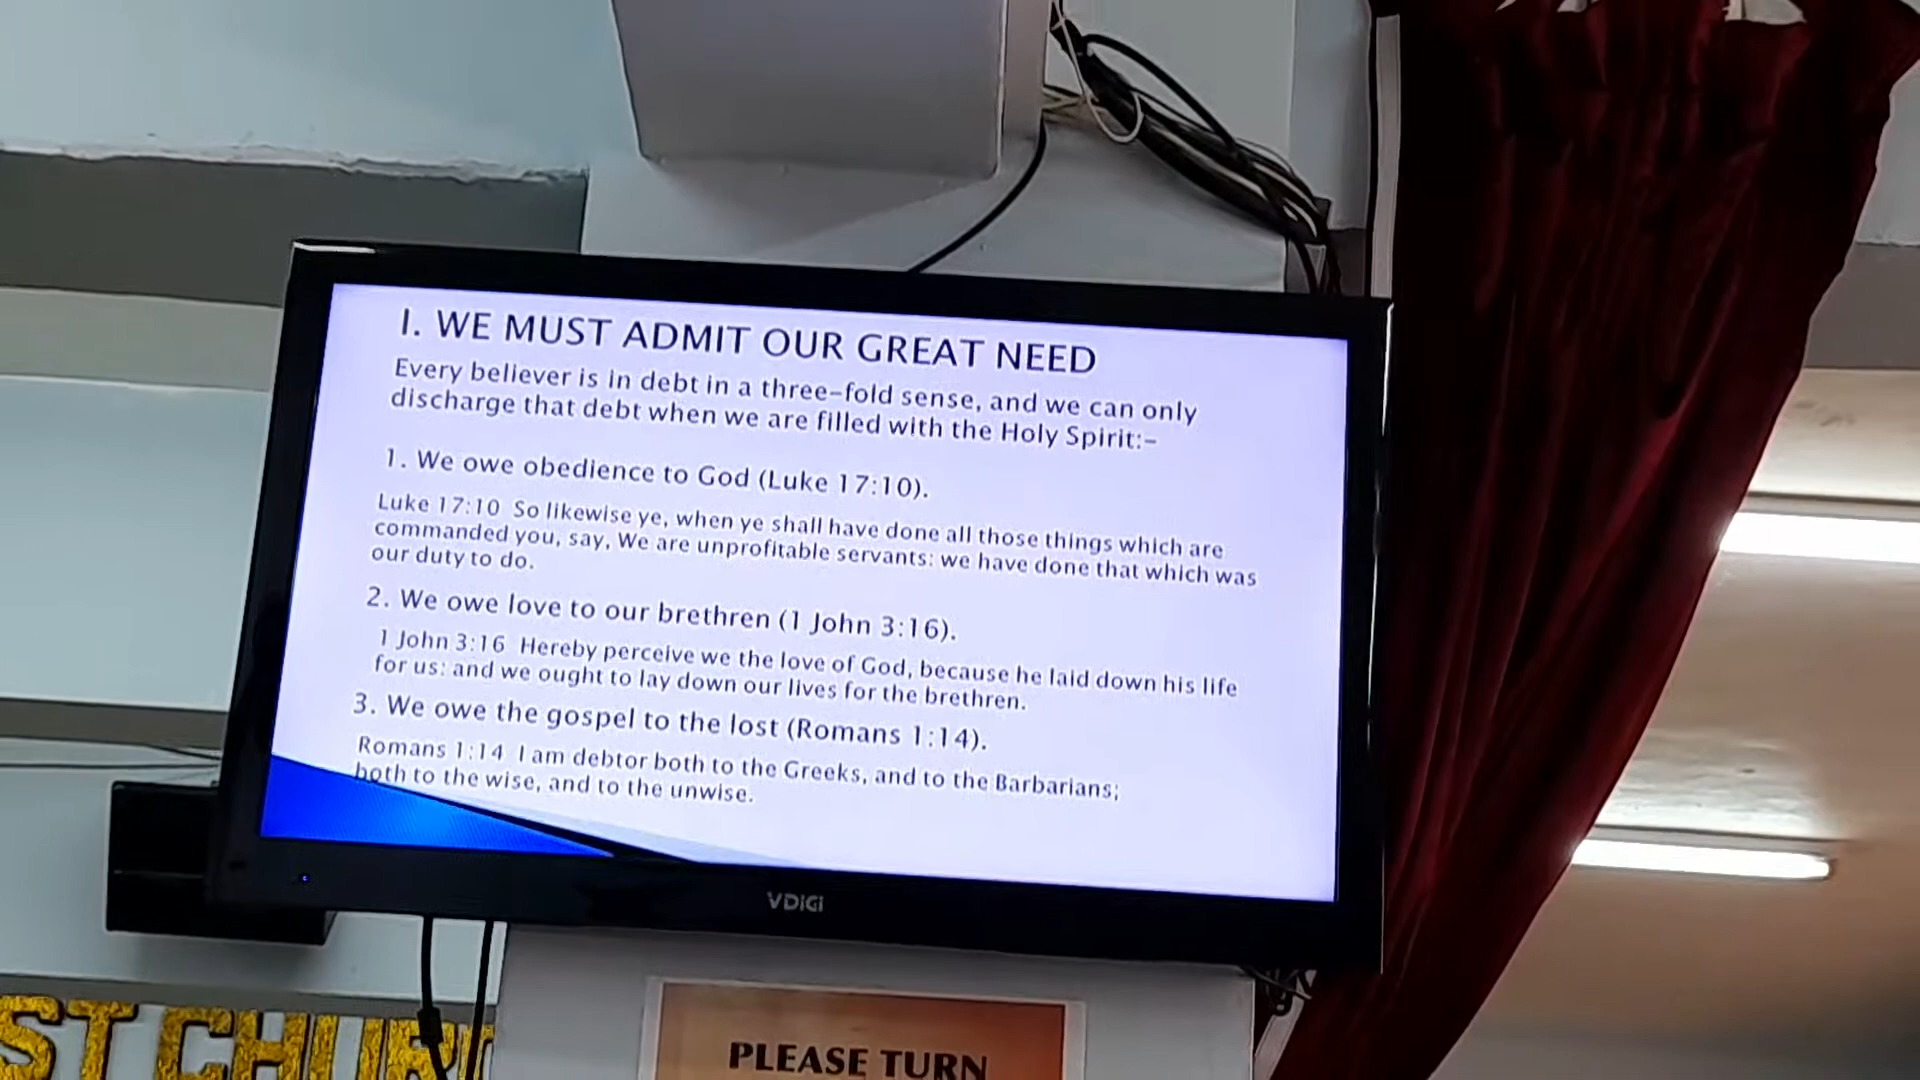 I. WE MUST ADMIT OUR GREAT NEED
Every believer is in debt in a three-fold sense, and we can only
discharge that debt when we are filled with the Holy Spirit:-
1. We owe obedience to God (Luke 17:10).
Luke 17:10 So likewise ye, when ye shall have done all those things which are
commanded you, say, We are unprofitable servants: we have done that which was
our duty to do.
2. We owe love to our brethren (1 John 3:16).
1 John 3:16 Hereby perceive we the love of God, because he laid down his life
for us: and we ought to lay down our lives for the brethren.
3. We owe the gospel to the lost (Romans 1:14).
Romans 1:14 I am debtor both to the Greeks, and to the Barbarians;
both to the wise, and to the unwise.
VDiGi
ST CHUR
PLEASE TURN